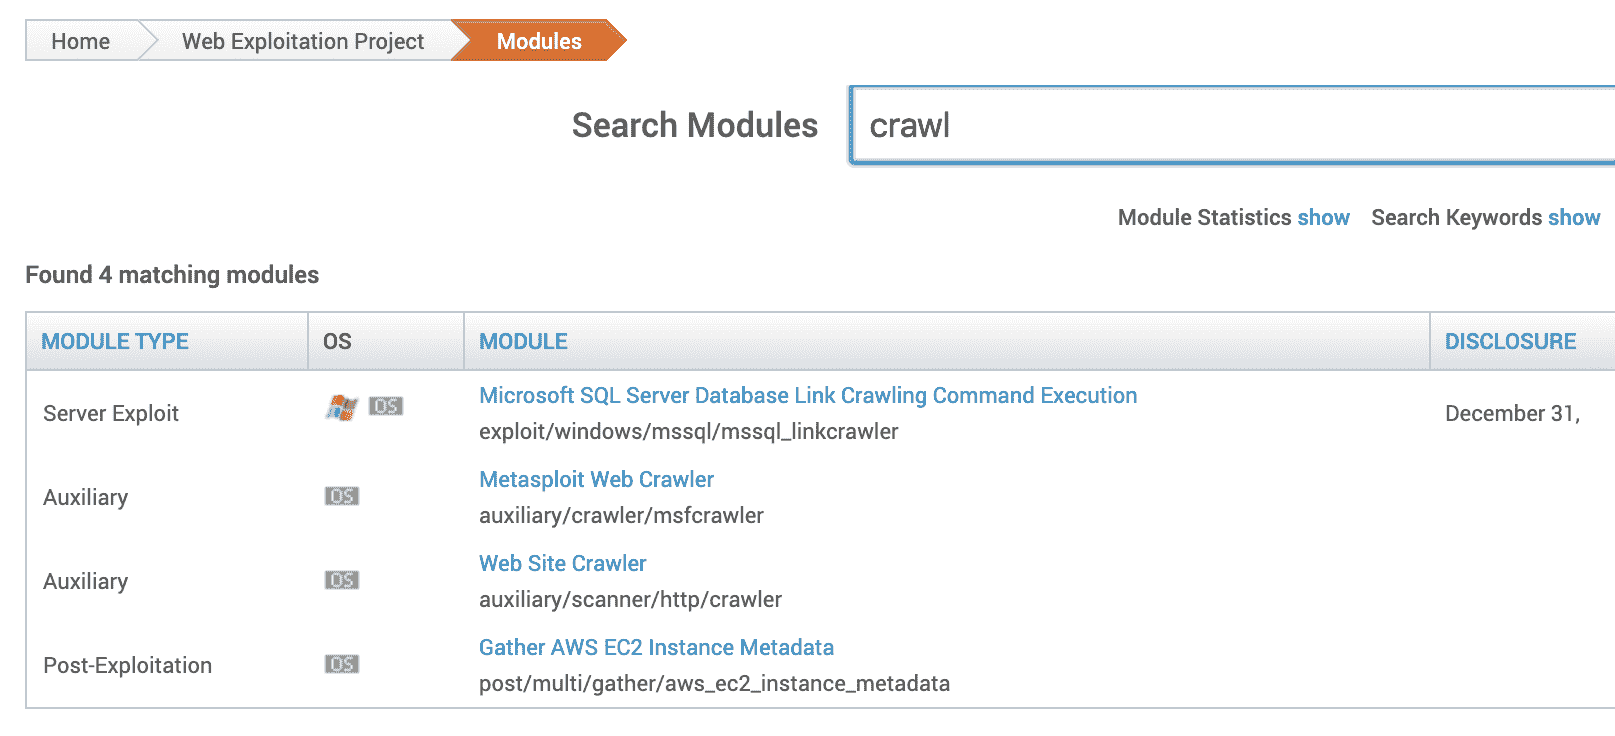 Home Web Exploitation Project Modules
Search Modules crawl
Module Statistics show Search Keywords show
Found 4 matching modules
MODULE TYPE OS MODULE DISCLOSURE
Microsoft SQL Server Database Link Crawling Command Execution
Server Exploit OS December 31,
exploit/windows/mssql/mssql_linkcrawler
Metasploit Web Crawler
Auxiliary OS
auxiliary/crawler/msfcrawler
Web Site Crawler
Auxiliary OS
auxiliary/scanner/http/crawler
Gather AWS EC2 Instance Metadata
Post-Exploitation OS
post/multi/gather/aws_ec2_instance_metadata